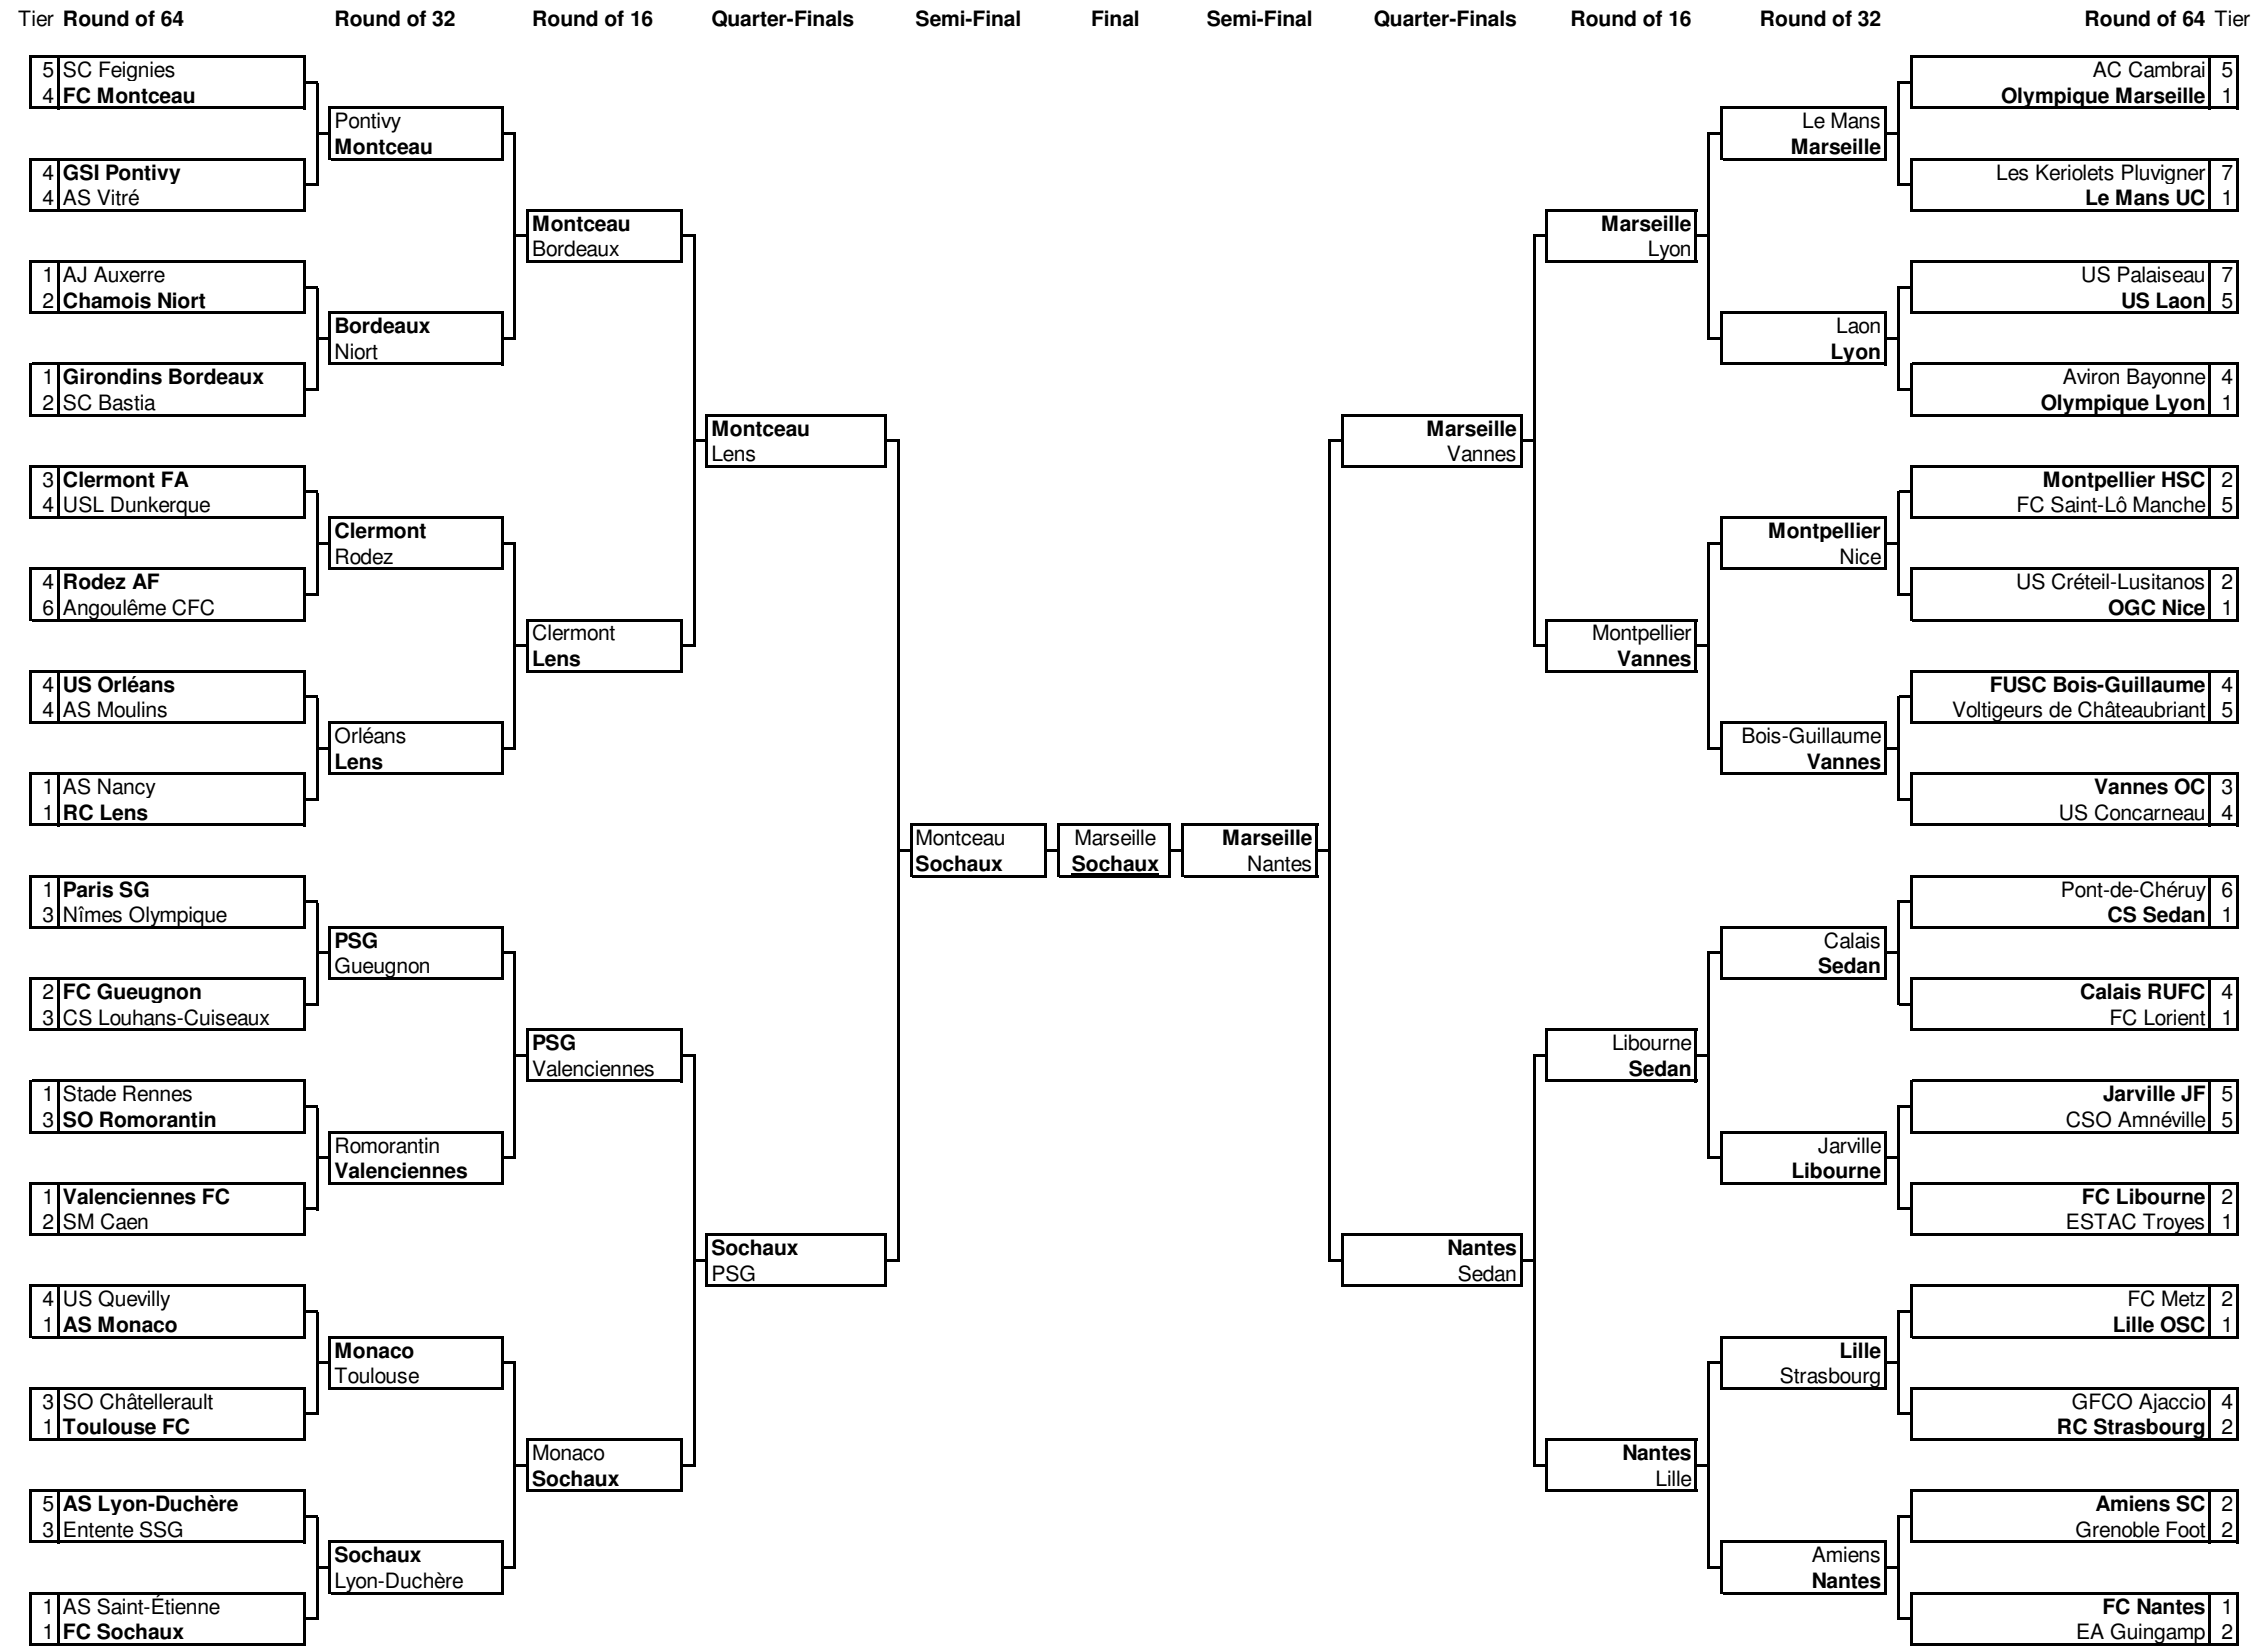 Tier Round of 64 Round of 32 Round of 16 Quarter-Finals Semi-Final Final Semi-Final Quarter-Finals Round of 16 Round of 32 Round of 64 Tier
5 SC Feignies
4 FC Montceau
4 GSI Pontivy
4 AS Vitré
1 AJ Auxerre
2 Chamois Niort
1 Girondins Bordeaux
2 SC Bastia
3 Clermont FA
4 USL Dunkerque
4 Rodez AF
6 Angoulême CFC
4 US Orléans
4 AS Moulins
1 AS Nancy
1 RC Lens
1 Paris SG
3 Nîmes Olympique
2 FC Gueugnon
3 CS Louhans-Cuiseaux
1 Stade Rennes
3 SO Romorantin
1 Valenciennes FC
2 SM Caen
4 US Quevilly
1 AS Monaco
3 SO Châtellerault
1 Toulouse FC
5 AS Lyon-Duchère
3 Entente SSG
1 AS Saint-Étienne
1 FC Sochaux
Pontivy
Montceau
Bordeaux
Niort
Clermont
Rodez
Orléans
Lens
PSG
Gueugnon
Romorantin
Valenciennes
Monaco
Toulouse
Sochaux
Lyon-Duchère
Montceau
Bordeaux
Clermont
Lens
PSG
Valenciennes
Monaco
Sochaux
Montceau
Lens
Sochaux
PSG
Montceau
Sochaux
Marseille
Sochaux
Marseille
Nantes
Marseille
Vannes
Nantes
Sedan
Marseille
Lyon
Montpellier
Vannes
Libourne
Sedan
Nantes
Lille
Le Mans
Marseille
Laon
Lyon
Montpellier
Nice
Bois-Guillaume
Vannes
Calais
Sedan
Jarville
Libourne
Lille
Strasbourg
Amiens
Nantes
AC Cambrai 5
Olympique Marseille 1
Les Keriolets Pluvigner 7
Le Mans UC 1
US Palaiseau 7
US Laon 5
Aviron Bayonne 4
Olympique Lyon 1
Montpellier HSC 2
FC Saint-Lô Manche 5
US Créteil-Lusitanos 2
OGC Nice 1
FUSC Bois-Guillaume 4
Voltigeurs de Châteaubriant 5
Vannes OC 3
US Concarneau 4
Pont-de-Chéruy 6
CS Sedan 1
Calais RUFC 4
FC Lorient 1
Jarville JF 5
CSO Amnéville 5
FC Libourne 2
ESTAC Troyes 1
FC Metz 2
Lille OSC 1
GFCO Ajaccio 4
RC Strasbourg 2
Amiens SC 2
Grenoble Foot 2
FC Nantes 1
EA Guingamp 2